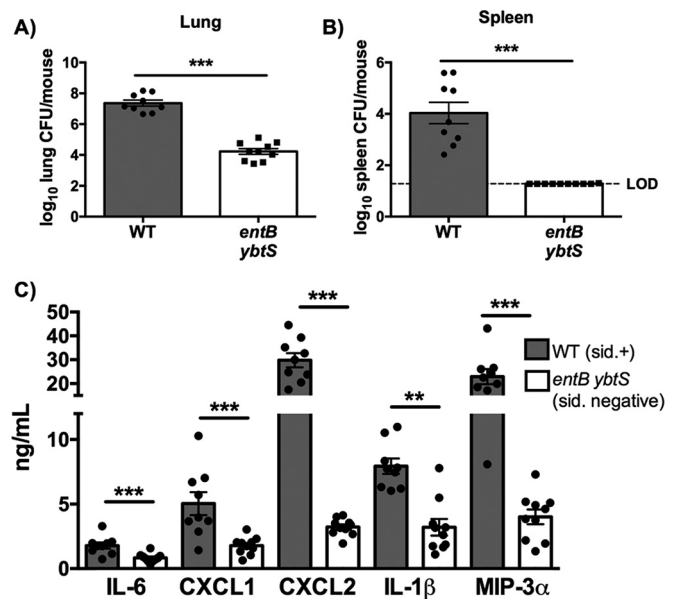 A)
Lung
log10 lung CFU/mouse
10
8
6
4
2
0
***
WT
entB
ybtS
B)
Spleen
log10 spleen CFU/mouse
6
4
2
0
***
LOD
WT
entB
ybtS
C)
ng/mL
50
40
30
20
10
5
0
***
***
***
**
***
WT (sid.+)
entB ybtS
(sid. negative)
IL-6 CXCL1 CXCL2 IL-1β MIP-3α